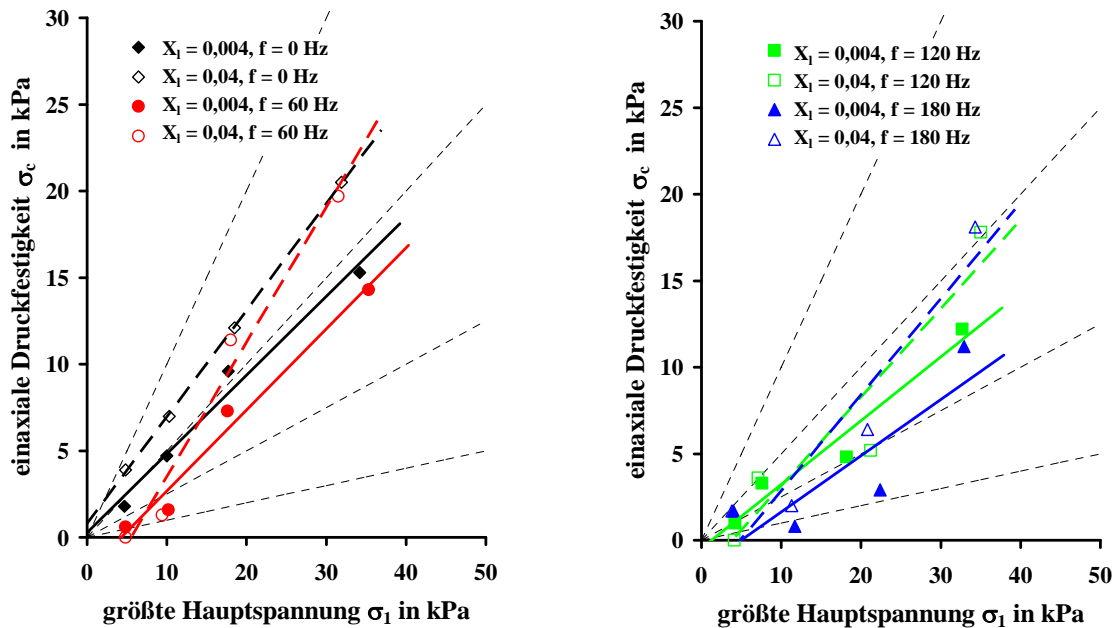 30
25
20
15
10
5
0
einaxiale Druckfestigkeit σc in kPa
X₁ = 0,004, f = 0 Hz
X₁ = 0,04, f = 0 Hz
X₁ = 0,004, f = 60 Hz
X₁ = 0,04, f = 60 Hz
0 10 20 30 40 50
größte Hauptspannung σ₁ in kPa
30
25
20
15
10
5
0
einaxiale Druckfestigkeit σc in kPa
X₁ = 0,004, f = 120 Hz
X₁ = 0,04, f = 120 Hz
X₁ = 0,004, f = 180 Hz
X₁ = 0,04, f = 180 Hz
0 10 20 30 40 50
größte Hauptspannung σ₁ in kPa